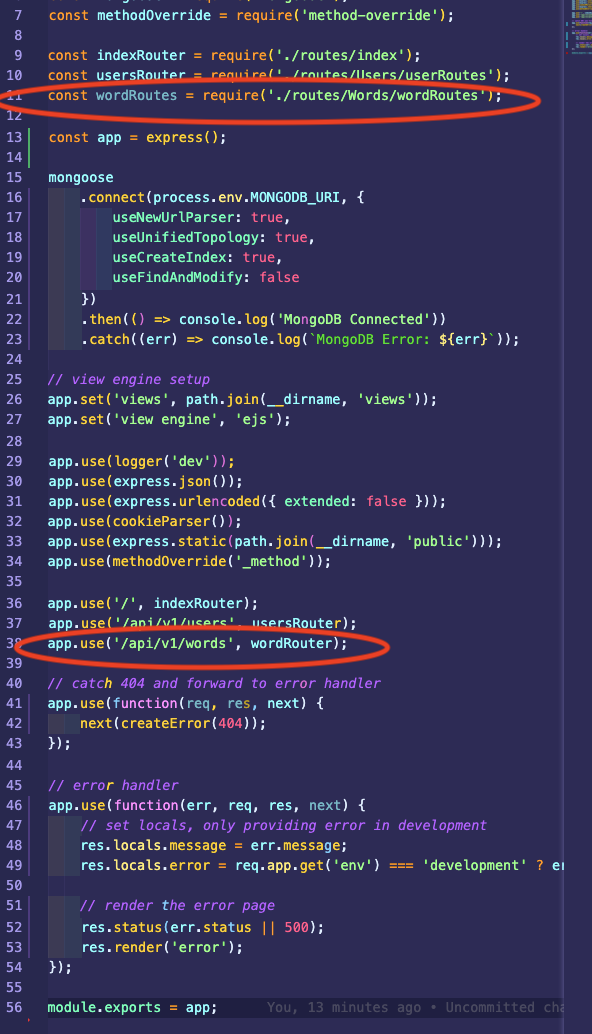 7 const methodOverride = require('method-override');
8
9 const indexRouter = require('./routes/index');
10 const usersRouter = require('./routes/Users/userRoutes');
11 const wordRoutes = require('./routes/Words/wordRoutes');
12
13 const app = express();
14
15 mongoose
16 .connect(process.env.MONGODB_URI, {
17 useNewUrlParser: true,
18 useUnifiedTopology: true,
19 useCreateIndex: true,
20 useFindAndModify: false
21 })
22 .then(() => console.log('MongoDB Connected'))
23 .catch((err) => console.log(`MongoDB Error: ${err}`));
24
25 // view engine setup
26 app.set('views', path.join(__dirname, 'views'));
27 app.set('view engine', 'ejs');
28
29 app.use(logger('dev'));
30 app.use(express.json());
31 app.use(express.urlencoded({ extended: false }));
32 app.use(cookieParser());
33 app.use(express.static(path.join(__dirname, 'public')));
34 app.use(methodOverride('_method'));
35
36 app.use('/', indexRouter);
37 app.use('/api/v1/users', usersRouter);
38 app.use('/api/v1/words', wordRouter);
39
40 // catch 404 and forward to error handler
41 app.use(function(req, res, next) {
42 next(createError(404));
43 });
44
45 // error handler
46 app.use(function(err, req, res, next) {
47 // set locals, only providing error in development
48 res.locals.message = err.message;
49 res.locals.error = req.app.get('env') === 'development' ? er
50
51 // render the error page
52 res.status(err.status || 500);
53 res.render('error');
54 });
55
56 module.exports = app; You, 13 minutes ago • Uncommitted cha